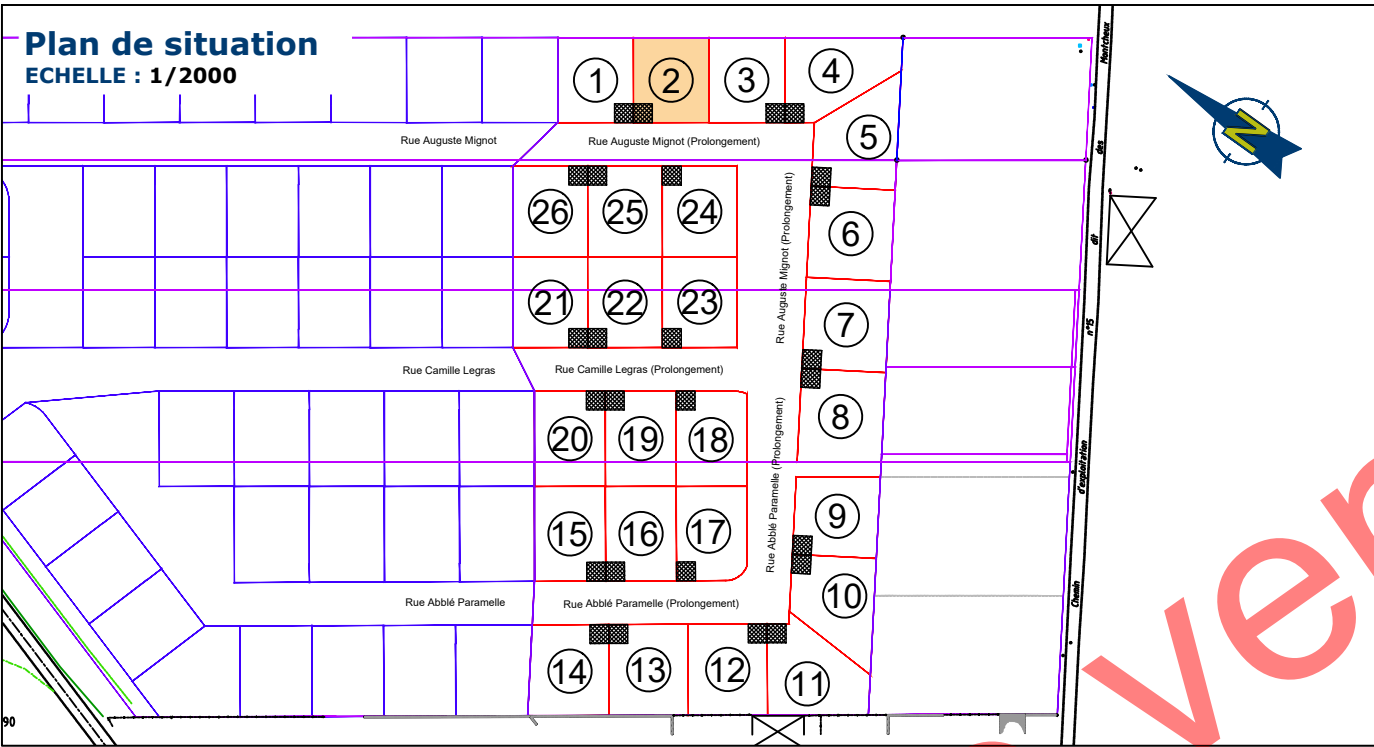 Plan de situation
ECHELLE : 1/2000
1
2
3
4
5
Rue Auguste Mignot
Rue Auguste Mignot (Prolongement)
26
25
24
6
Rue Auguste Mignot (Prolongement)
21
22
23
7
Rue Camille Legras
Rue Camille Legras (Prolongement)
20
19
18
8
Rue Abblé Paramelle (Prolongement)
15
16
17
9
10
Rue Abblé Paramelle
Rue Abblé Paramelle (Prolongement)
14
13
12
11
Chemin d'exploitation n°15 dit des Montcheux
N
90
ver